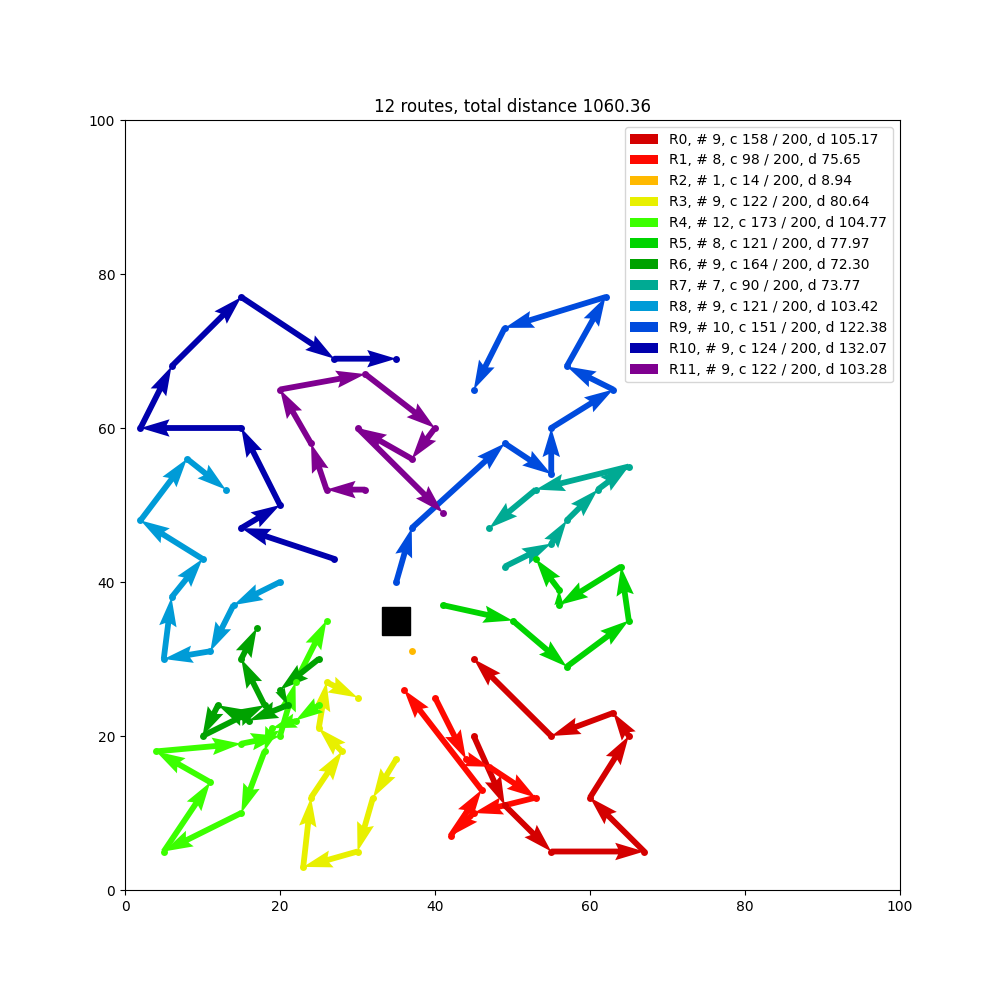 12 routes, total distance 1060.36
R0, # 9, c 158 / 200, d 105.17
R1, # 8, c 98 / 200, d 75.65
R2, # 1, c 14 / 200, d 8.94
R3, # 9, c 122 / 200, d 80.64
R4, # 12, c 173 / 200, d 104.77
R5, # 8, c 121 / 200, d 77.97
R6, # 9, c 164 / 200, d 72.30
R7, # 7, c 90 / 200, d 73.77
R8, # 9, c 121 / 200, d 103.42
R9, # 10, c 151 / 200, d 122.38
R10, # 9, c 124 / 200, d 132.07
R11, # 9, c 122 / 200, d 103.28
100
80
60
40
20
0
0 20 40 60 80 100